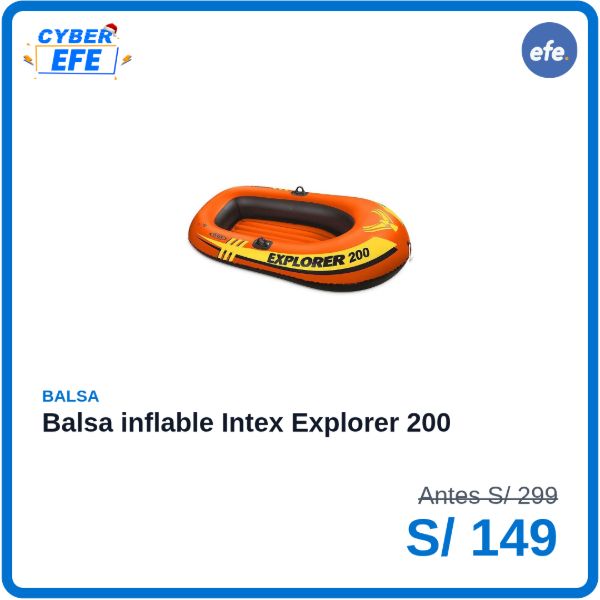 CYBER
EFE
efe.
EXPLORER 200
BALSA
Balsa inflable Intex Explorer 200
Antes S/ 299
S/ 149